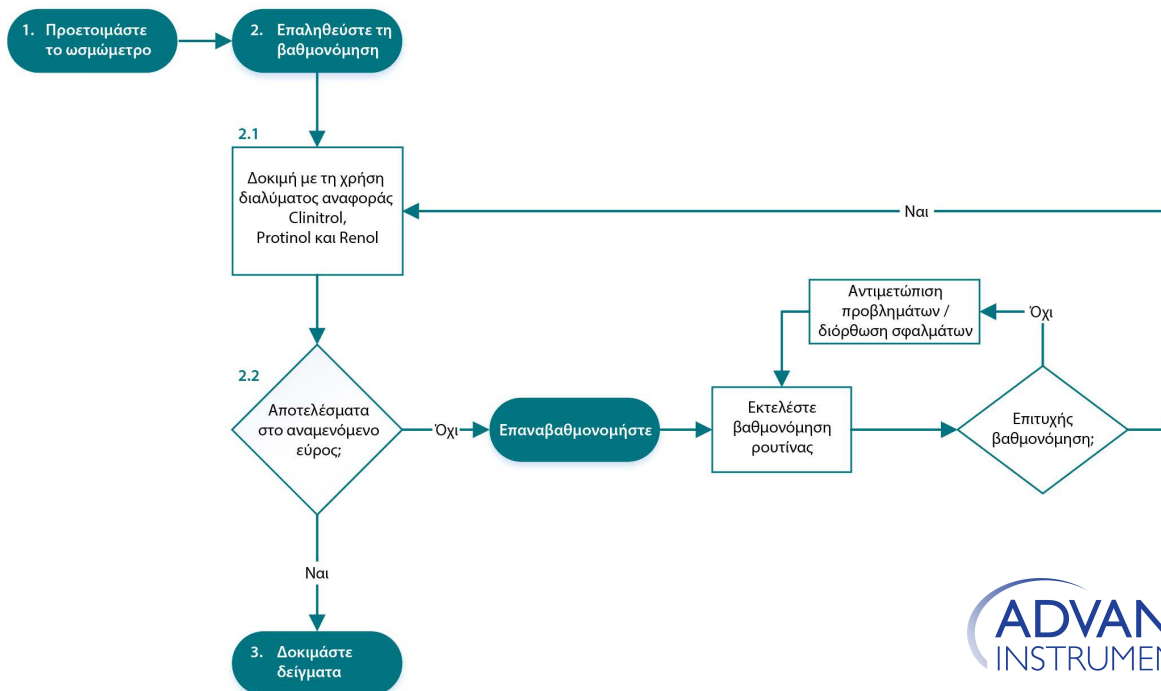 1. Προετοιμάστε
το ωσμώμετρο
2. Επαληθεύστε τη
βαθμονόμηση
2.1
Δοκιμή με τη χρήση
διαλύματος αναφοράς
Clinitrol,
Protinol και Renol
Ναι
Αντιμετώπιση
προβλημάτων /
διόρθωση σφαλμάτων
Όχι
2.2
Αποτελέσματα
στο αναμενόμενο
εύρος;
Όχι
Επαναβαθμονομήστε
Εκτελέστε
βαθμονόμηση
ρουτίνας
Επιτυχής
βαθμονόμηση;
Ναι
3. Δοκιμάστε
δείγματα
ADVAN
INSTRUMEN